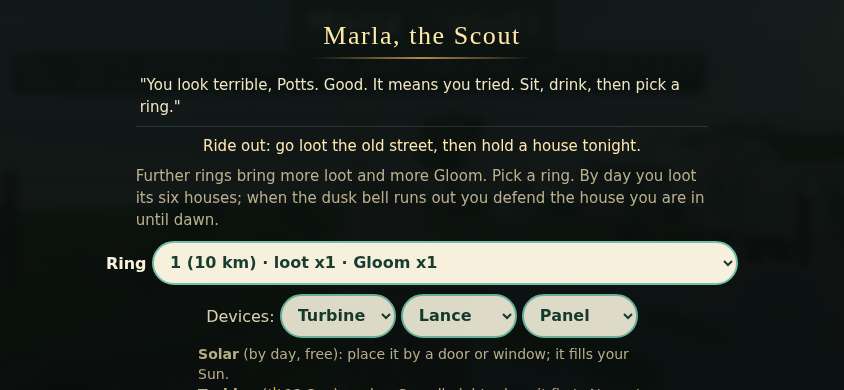 Marla, the Scout
"You look terrible, Potts. Good. It means you tried. Sit, drink, then pick a
ring."
Ride out: go loot the old street, then hold a house tonight.
Further rings bring more loot and more Gloom. Pick a ring. By day you loot
its six houses; when the dusk bell runs out you defend the house you are in
until dawn.
Ring 1 (10 km) · loot x1 · Gloom x1
Devices: Turbine Lance Panel
Solar (by day, free): place it by a door or window; it fills your
Sun.